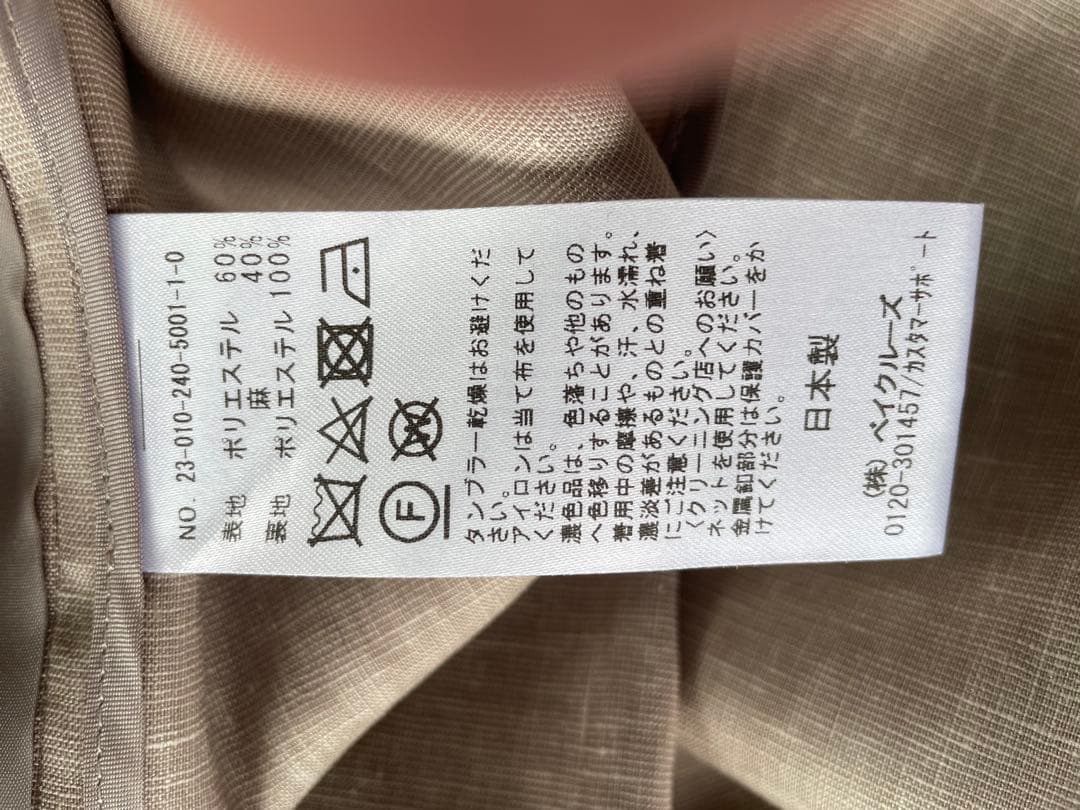 NO. 23-010-240-5001-1-0
表地 ポリエステル 60%
麻 40%
裏地 ポリエステル 100%
F W
タンブラー乾燥はお避けくだ
さい。
アイロンは当て布を使用して
ください。
濃色品は、色落ちや他のもの
へ色移りすることがあります。
着用中の摩擦や、汗、水濡れ、
濃淡差があるものとの重ね着
にご注意ください。
〈クリーニング店へのお願い〉
ネットを使用してください。
金属釦部分は保護カバーをか
けてください。
日本製
(株) ベイクルーズ
0120-301457/カスタマーサポート